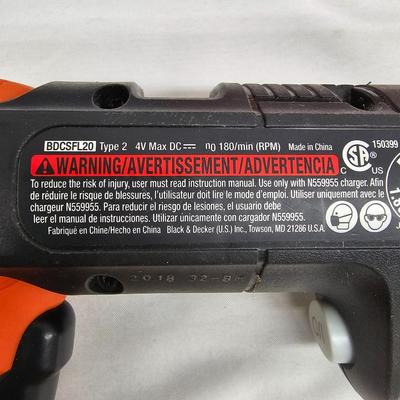 BDCSFL20 Type 2 4V Max DC n0 180/min (RPM) Made in China 150399
WARNING/AVERTISSEMENT/ADVERTENCIA
To reduce the risk of injury, user must read instruction manual. Use only with N559955 charger. Afin
de réduire le risque de blessures, l'utilisateur doit lire le mode d'emploi. Utiliser uniquement avec le
chargeur N559955. Para reducir el riesgo de lesiones, el usuario debe leer
el manual de instrucciones. Utilizar únicamente con cargador N559955.
Fabriqué en Chine/Hecho en China Black & Decker (U.S.) Inc., Towson, MD 21286 U.S.A.
C US
2018 32-